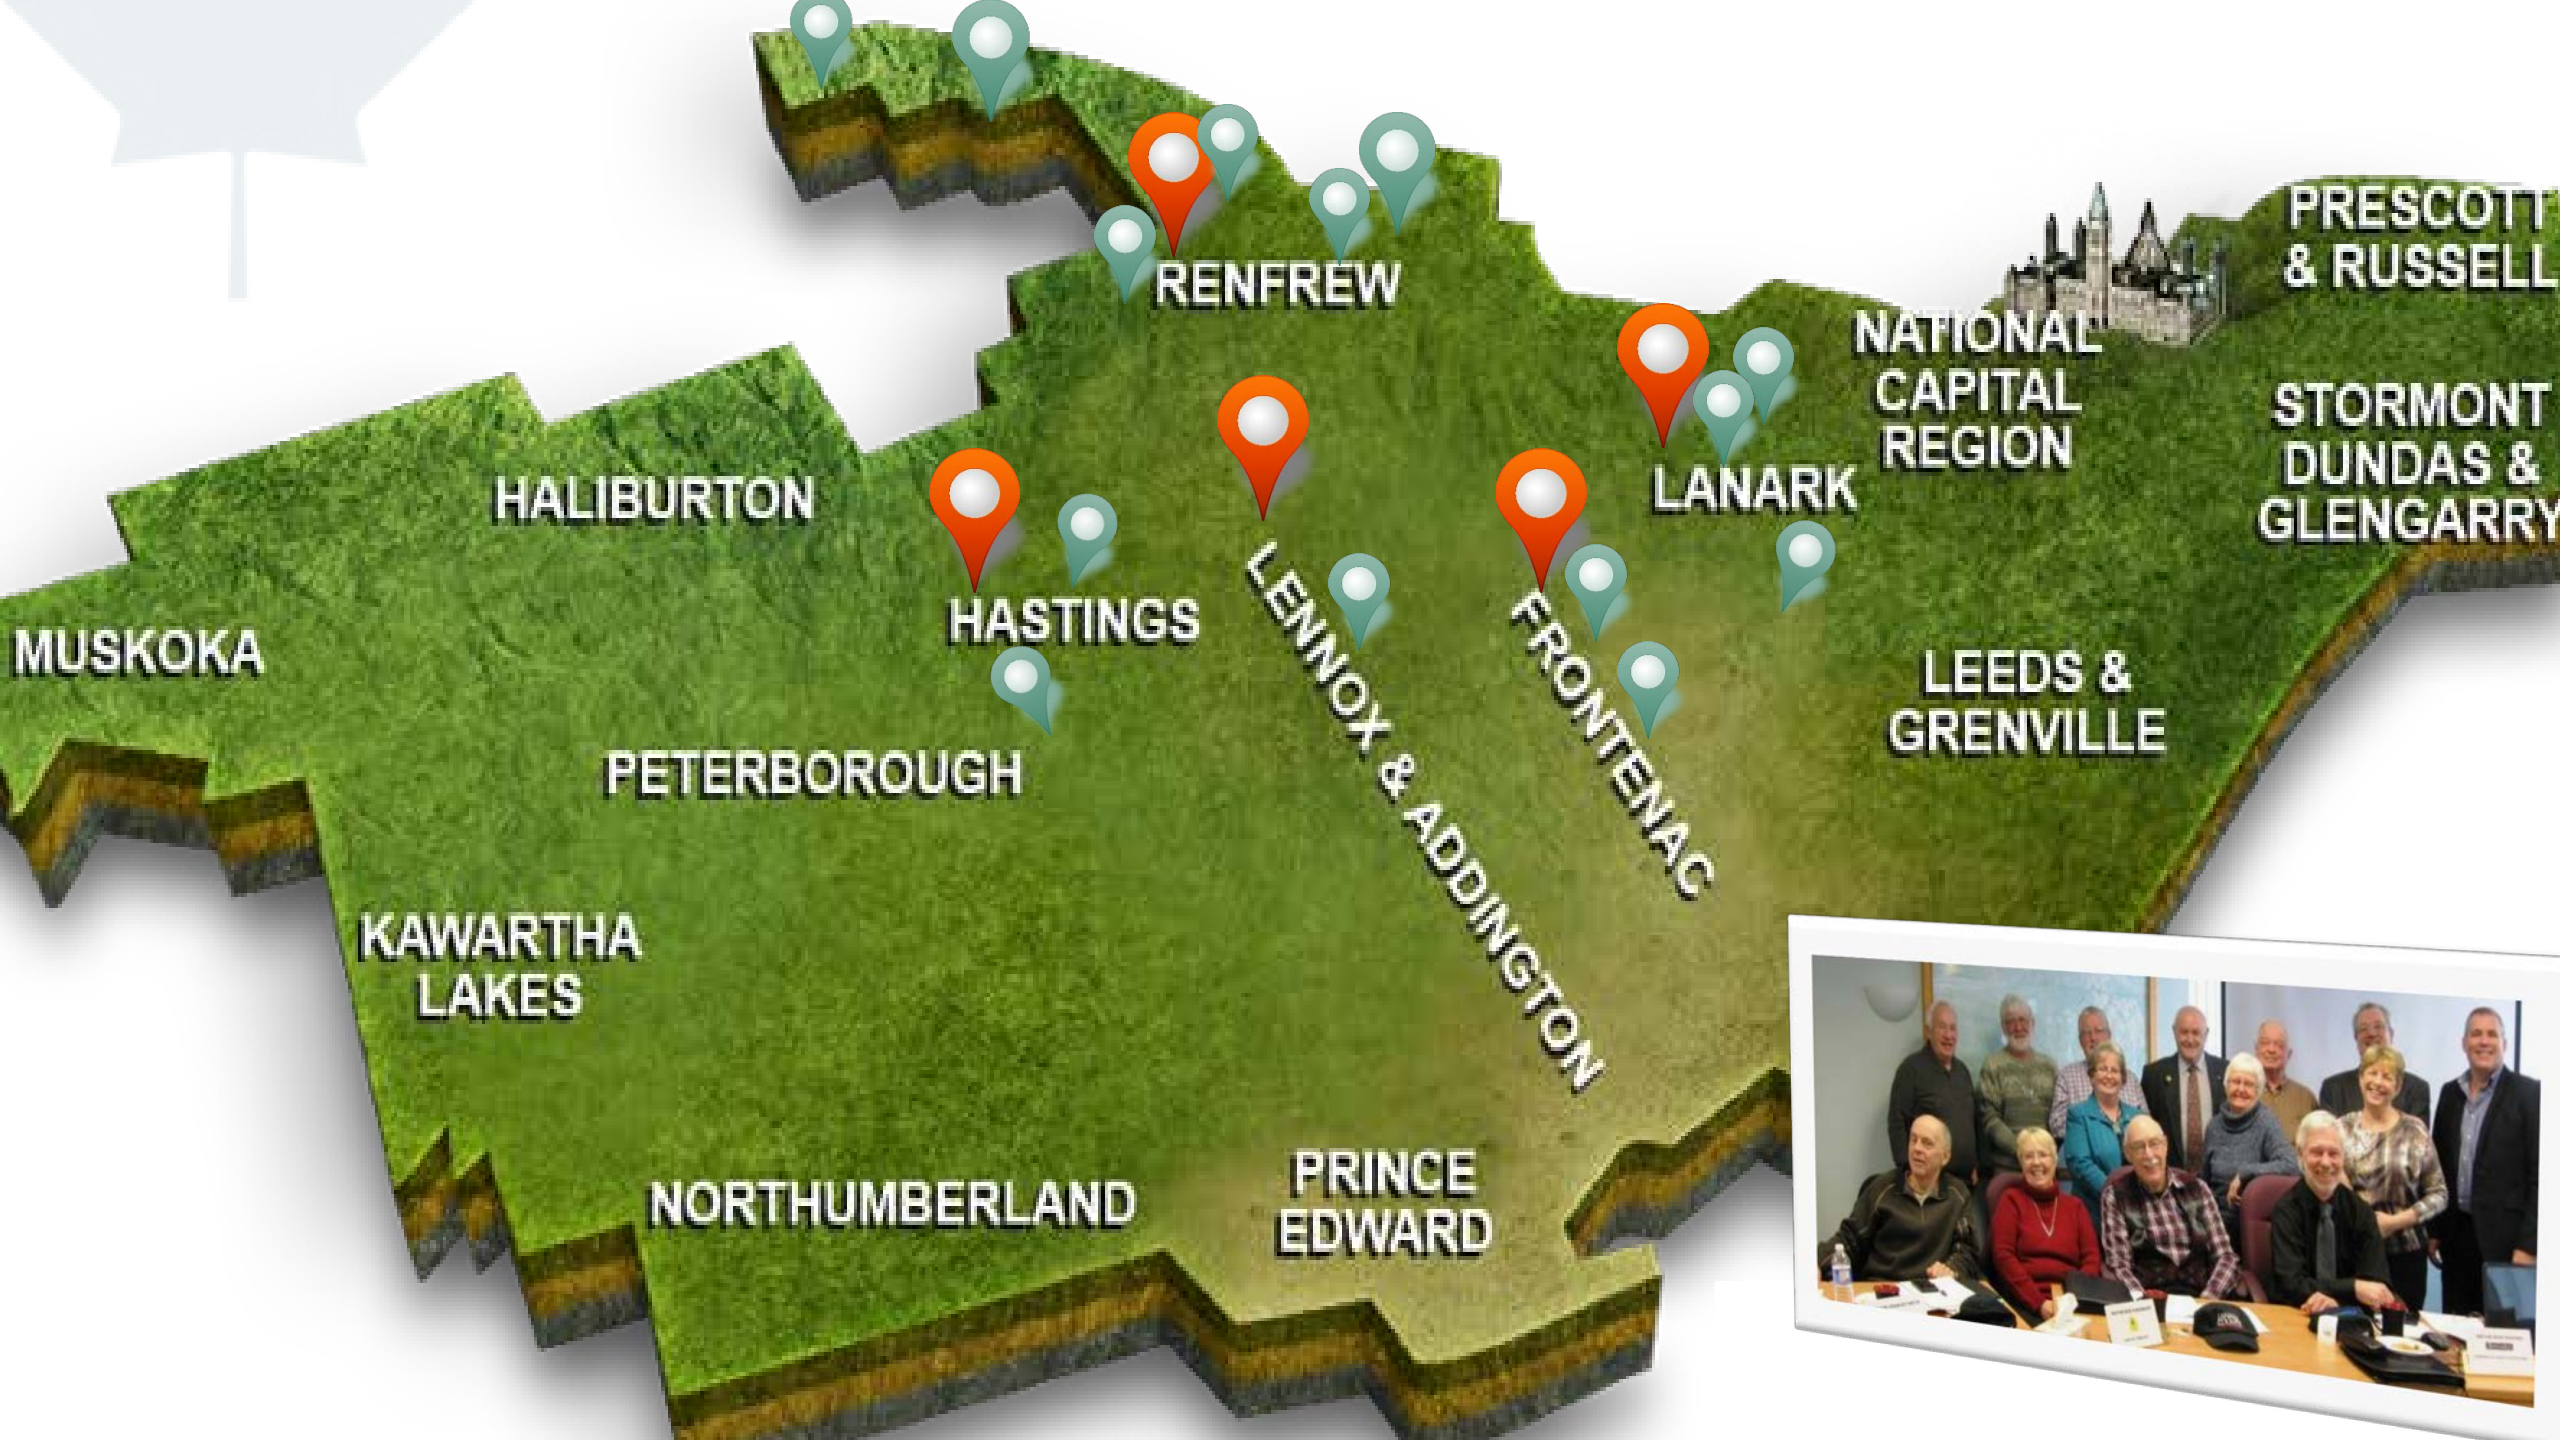 PRESCOTT
& RUSSELL
RENFREW
NATIONAL
CAPITAL
REGION
STORMONT
DUNDAS &
GLENGARRY
HALIBURTON
LANARK
HASTINGS
MUSKOKA
LENNOX & ADDINGTON
FRONTENAC
LEEDS &
GRENVILLE
PETERBOROUGH
KAWARTHA
LAKES
NORTHUMBERLAND
PRINCE
EDWARD